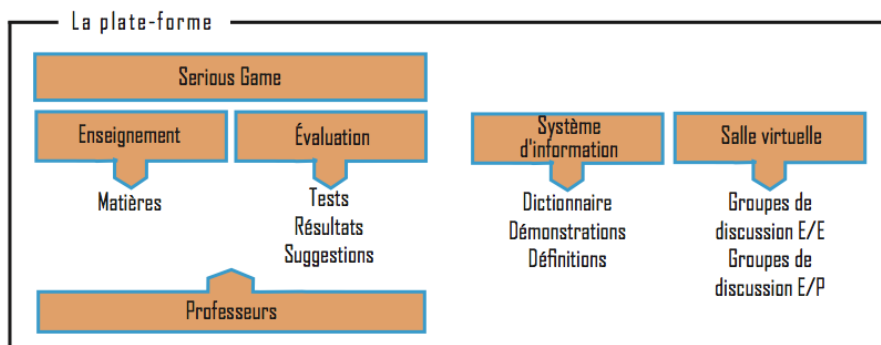 La plate-forme
Serious Game
Enseignement
Évaluation
Système
d'information
Salle virtuelle
Matières
Tests
Résultats
Suggestions
Dictionnaire
Démonstrations
Définitions
Groupes de
discussion E/E
Groupes de
discussion E/P
Professeurs